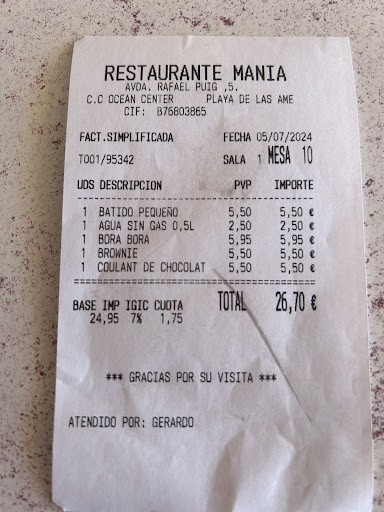 RESTAURANTE MANIA
AVDA. RAFAEL PUIG ,5.
C.C OCEAN CENTER PLAYA DE LAS AME
CIF: B76803865
FACT.SIMPLIFICADA FECHA 05/07/2024
T001/95342 SALA 1 MESA 10
UDS DESCRIPCION PVP IMPORTE
1 BATIDO PEQUEÑO 5,50 5,50 €
1 AGUA SIN GAS 0,5L 2,50 2,50 €
1 BORA BORA 5,95 5,95 €
1 BROWNIE 5,50 5,50 €
1 COULANT DE CHOCOLAT 5,50 5,50 €
BASE IMP IGIC CUOTA TOTAL 26,70 €
24,95 7% 1,75
*** GRACIAS POR SU VISITA ***
ATENDIDO POR: GERARDO